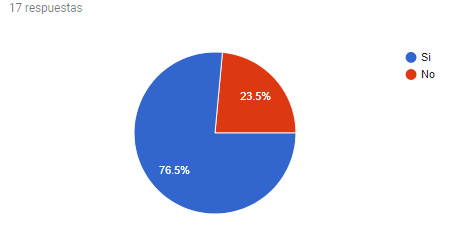 17 respuestas
Si
No
23.5%
76.5%